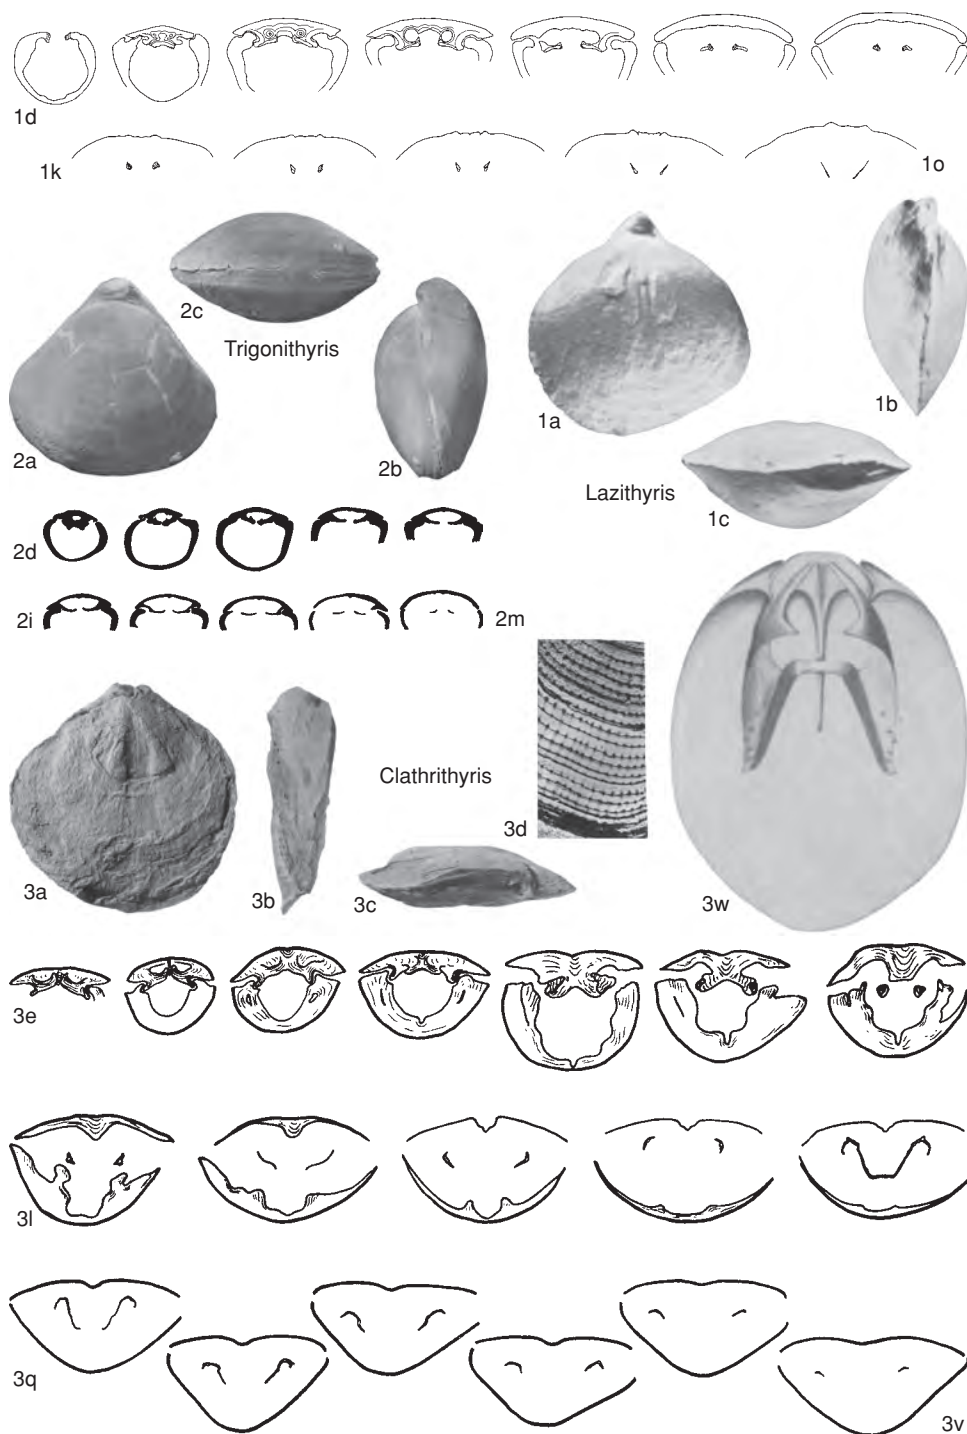 1d
1k
1o
2c
Trigonithyris
2a
2b
1a
1b
Lazithyris
1c
2d
2i
2m
3d
Clathrithyris
3a
3b
3c
3w
3e
3l
3q
3v